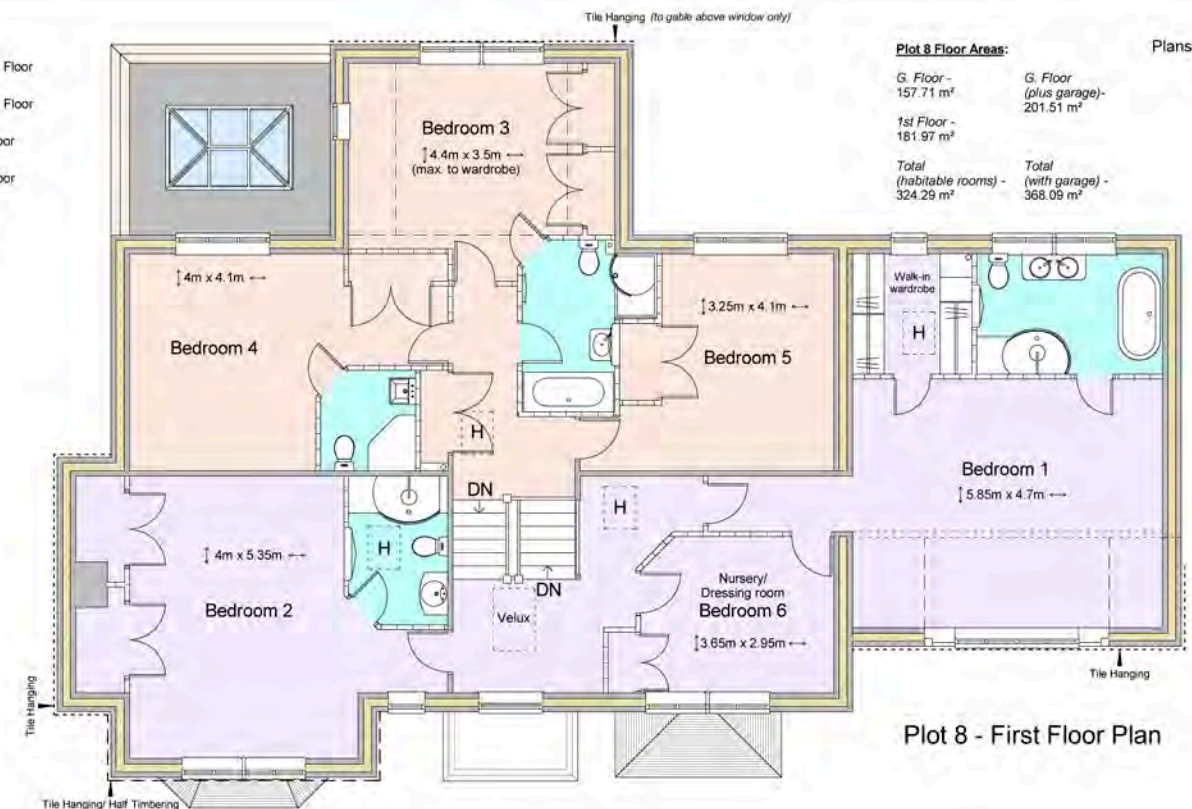 Tile Hanging (to gable above window only)
Floor
Floor
Plot 8 Floor Areas:
G. Floor -
157.71 m²
1st Floor -
181.97 m²
Total
(habitable rooms) -
324.29 m²
G. Floor
(plus garage)-
201.51 m²
Total
(with garage) -
368.09 m²
Plans
Bedroom 3
4.4m x 3.5m
(max. to wardrobe)
4m x 4.1m
Bedroom 4
3.25m x 4.1m
Bedroom 5
Walk-in
wardrobe
H
H
DN
Bedroom 1
5.85m x 4.7m
H
4m x 5.35m
H
DN
Bedroom 2
Velux
Nursery/
Dressing room
Bedroom 6
3.65m x 2.95m
Tile Hanging
Tile Hanging
Plot 8 - First Floor Plan
Tile Hanging/ Half Timbering